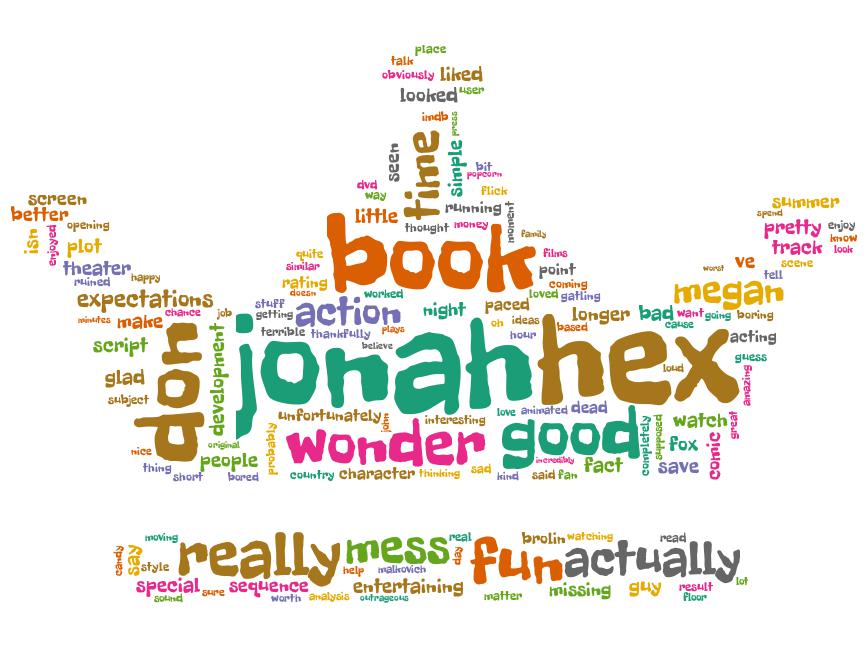 place
talk
obviously liked
looked user
imdb
press
time
simple
seen
bit
popcorn
dvd
way
flick
little
running
moment
thought money
family
book
quite
similar
rating
doesn
films
point
coming
loved gatling
worked
screen
better
opening
isn
enjoyed
plot
theater
ruined
happy
expectations
minutes make chance
job
stuff
getting
action
night
paced
oh ideas
hour
longer
based
bad want going boring
cause
summer
spend
pretty enjoy
track know
look
ve scene
worst tell
megan
terrible thankfully plays
believe
script
development
don
glad
subject
jonah hex
acting
guess
loud
amazing
unfortunately john
interesting
love animated dead
original
nice
people
probably
thing
short
bored
wonder good
completely
supposed
watch
great
fox
comic
save
incredibly
country character thinking sad kind said fan fact
moving
candy
say
style
really mess real
day
fun actually
brolin watching
read
help malkovich
special sequence entertaining
sound sure worth analysis outrageous
matter missing guy result
floor
lot